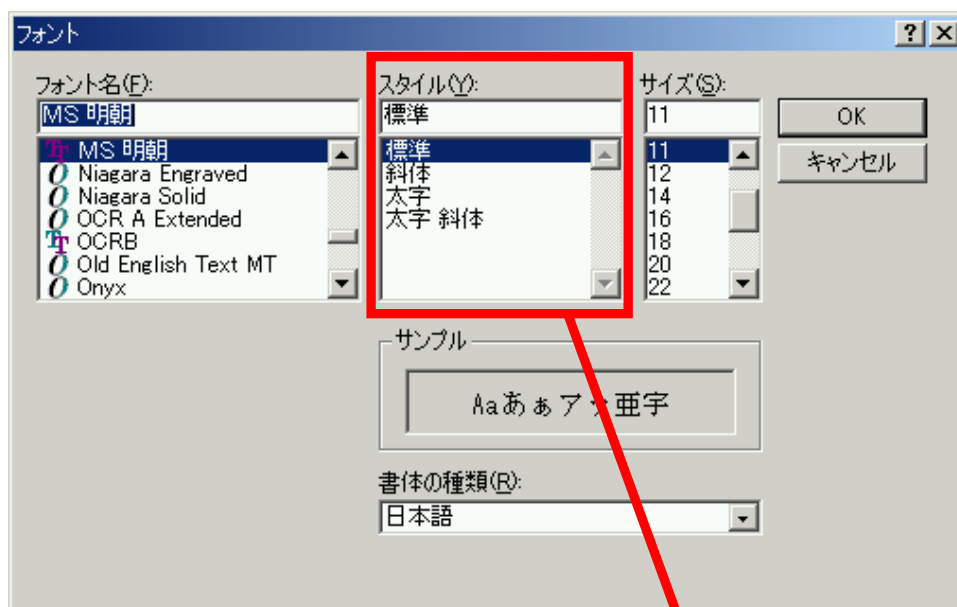 フォント
フォント名(F):
MS 明朝
MS 明朝
Niagara Engraved
Niagara Solid
OCR A Extended
OCRB
Old English Text MT
Onyx
スタイル(Y):
標準
標準
斜体
太字
太字 斜体
サイズ(S):
11
11
12
14
16
18
20
22
OK
キャンセル
サンプル
Aaあぁアァ亜宇
書体の種類(R):
日本語